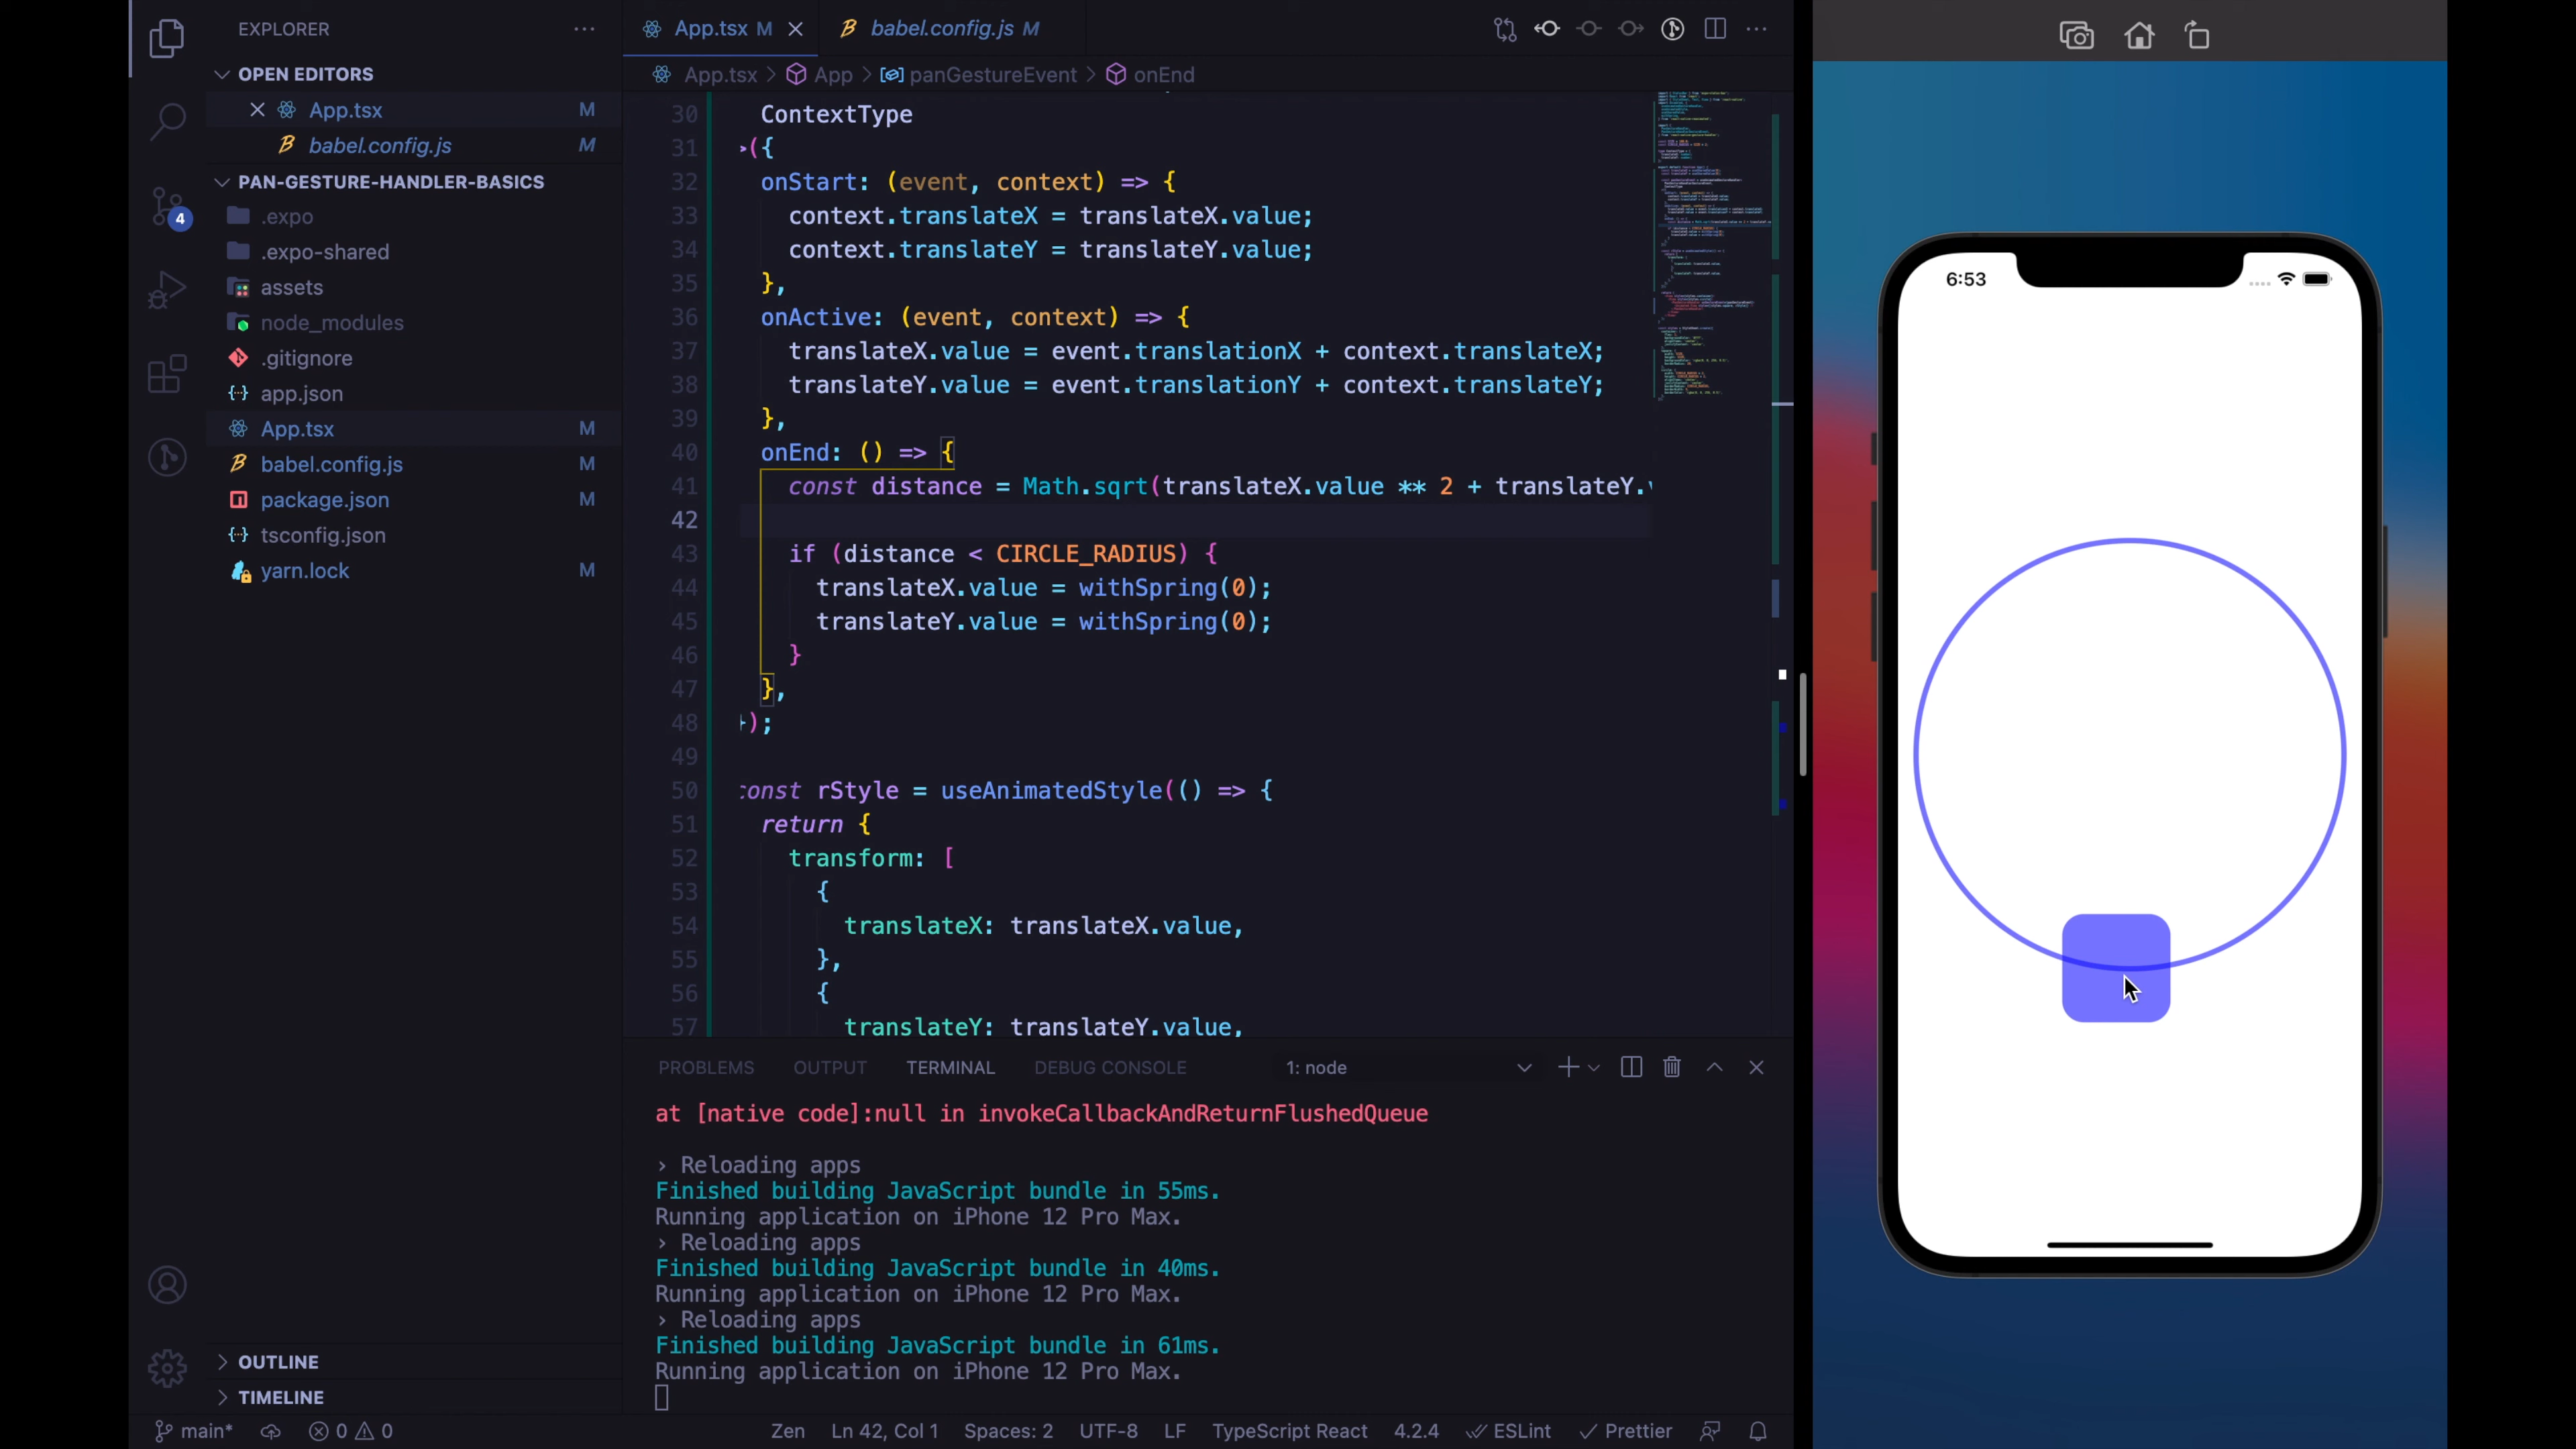 EXPLORER
OPEN EDITORS
App.tsx M
babel.config.js M
PAN-GESTURE-HANDLER-BASICS
.expo
.expo-shared
assets
node_modules
.gitignore
app.json
App.tsx M
babel.config.js M
package.json M
tsconfig.json
yarn.lock M
4
OUTLINE
TIMELINE
App.tsx M
babel.config.js M
App.tsx > App > panGestureEvent > onEnd
30 ContextType
31 >({
32 onStart: (event, context) => {
33 context.translateX = translateX.value;
34 context.translateY = translateY.value;
35 },
36 onActive: (event, context) => {
37 translateX.value = event.translationX + context.translateX;
38 translateY.value = event.translationY + context.translateY;
39 },
40 onEnd: () => {
41 const distance = Math.sqrt(translateX.value ** 2 + translateY.
42
43 if (distance < CIRCLE_RADIUS) {
44 translateX.value = withSpring(0);
45 translateY.value = withSpring(0);
46 }
47 },
48 });
49
50 const rStyle = useAnimatedStyle(() => {
51 return {
52 transform: [
53 {
54 translateX: translateX.value,
55 },
56 {
57 translateY: translateY.value,
PROBLEMS OUTPUT TERMINAL DEBUG CONSOLE 1: node
at [native code]:null in invokeCallbackAndReturnFlushedQueue
› Reloading apps
Finished building JavaScript bundle in 55ms.
Running application on iPhone 12 Pro Max.
› Reloading apps
Finished building JavaScript bundle in 40ms.
Running application on iPhone 12 Pro Max.
› Reloading apps
Finished building JavaScript bundle in 61ms.
Running application on iPhone 12 Pro Max.
main* 0 0 Zen Ln 42, Col 1 Spaces: 2 UTF-8 LF TypeScript React 4.2.4 ESLint Prettier
6:53